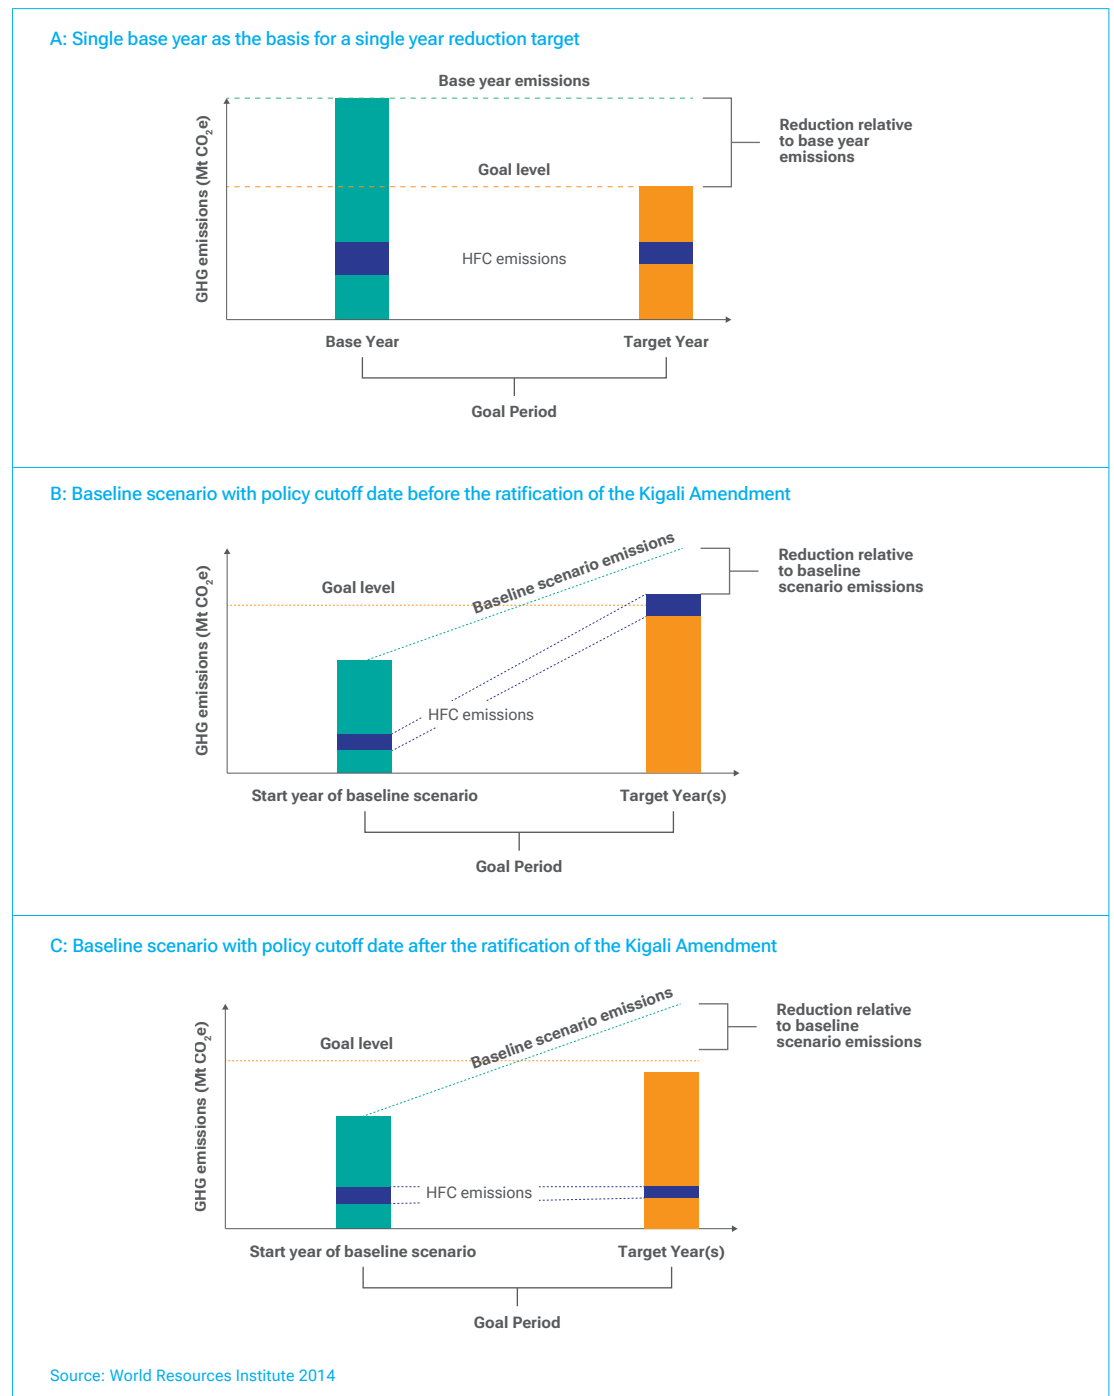 A: Single base year as the basis for a single year reduction target
Base year emissions
Reduction relative
to base year
emissions
Goal level
GHG emissions (Mt CO₂e)
HFC emissions
Base Year
Target Year
Goal Period
B: Baseline scenario with policy cutoff date before the ratification of the Kigali Amendment
Baseline scenario emissions
Reduction relative
to baseline
scenario emissions
Goal level
GHG emissions (Mt CO₂e)
HFC emissions
Start year of baseline scenario
Target Year(s)
Goal Period
C: Baseline scenario with policy cutoff date after the ratification of the Kigali Amendment
Baseline scenario emissions
Reduction relative
to baseline
scenario emissions
Goal level
GHG emissions (Mt CO₂e)
HFC emissions
Start year of baseline scenario
Target Year(s)
Goal Period
Source: World Resources Institute 2014